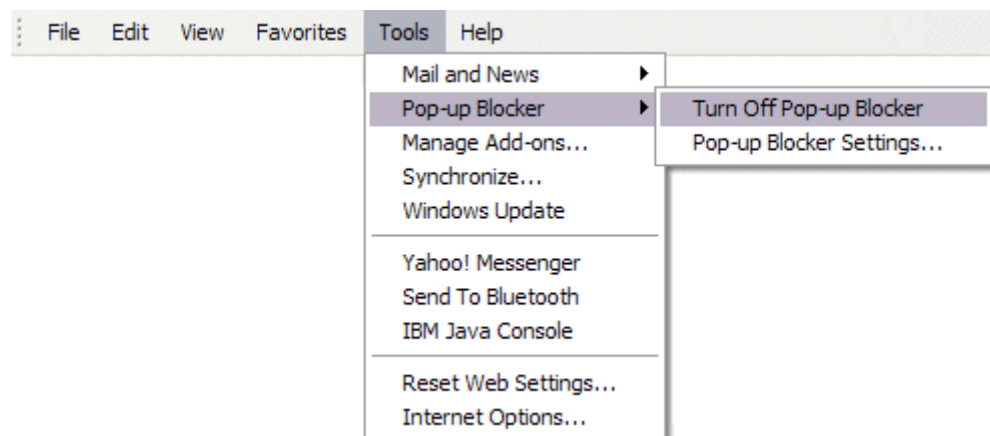 File Edit View Favorites Tools Help
Mail and News
Pop-up Blocker
Turn Off Pop-up Blocker
Manage Add-ons...
Pop-up Blocker Settings...
Synchronize...
Windows Update
Yahoo! Messenger
Send To Bluetooth
IBM Java Console
Reset Web Settings...
Internet Options...